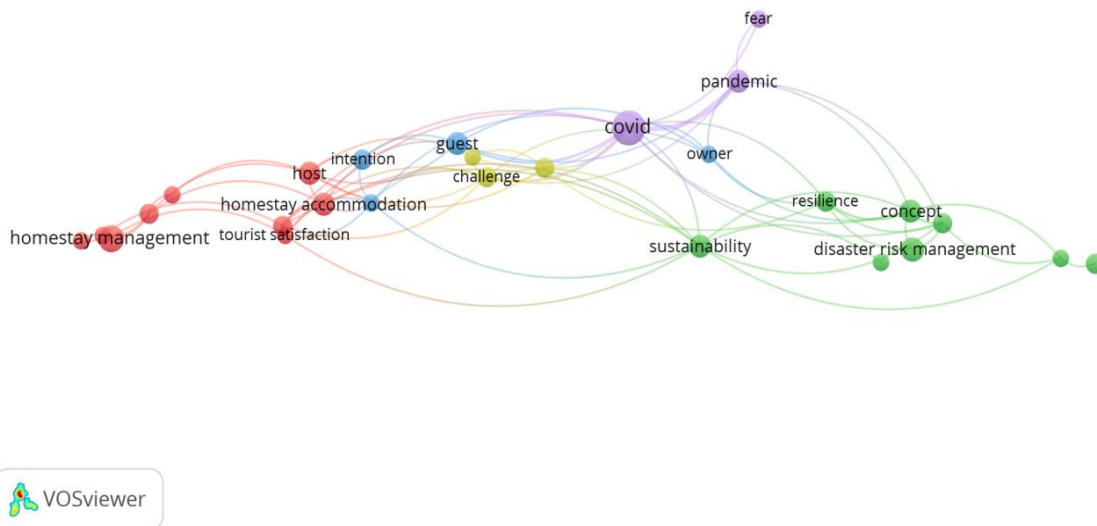 fear
pandemic
covid
guest
intention
owner
challenge
host
homestay accommodation
resilience
concept
homestay management
tourist satisfaction
sustainability
disaster risk management
VOSviewer